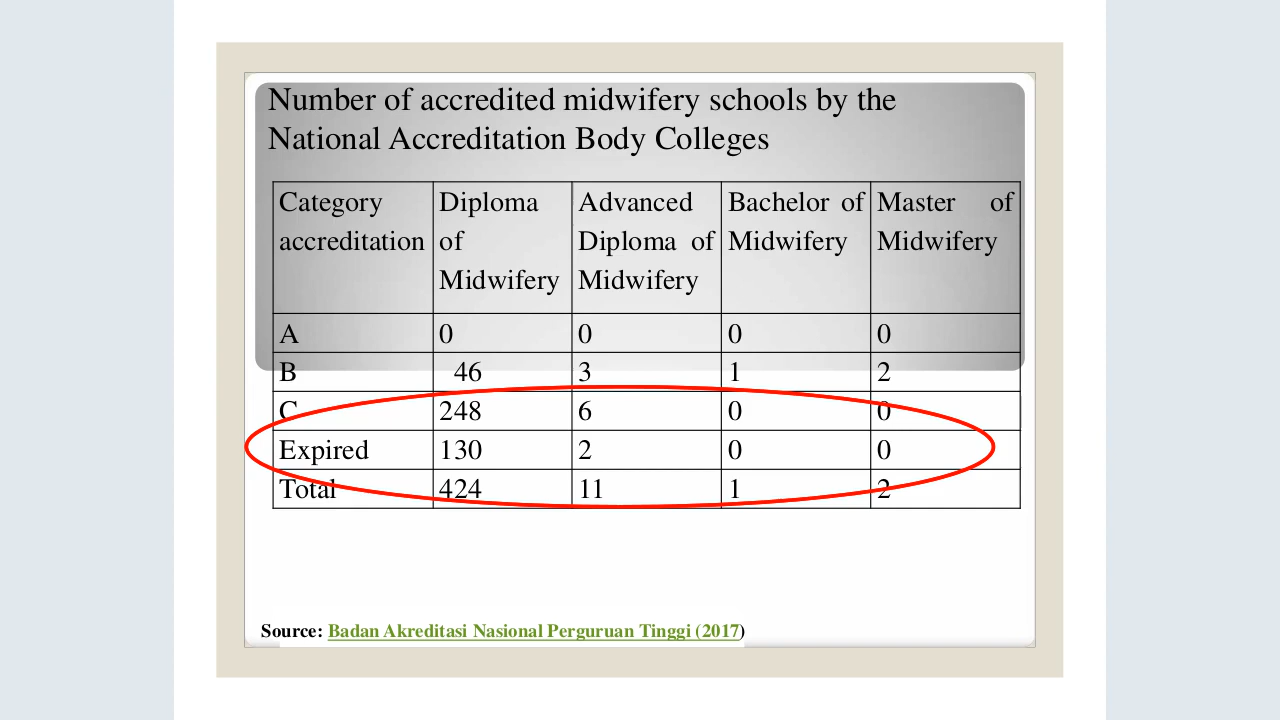 Number of accredited midwifery schools by the
National Accreditation Body Colleges
Category accreditation Diploma of Midwifery Advanced Diploma of Midwifery Bachelor of Midwifery Master of Midwifery
A 0 0 0 0
B 46 3 1 2
C 248 6 0 0
Expired 130 2 0 0
Total 424 11 1 2
Source: Badan Akreditasi Nasional Perguruan Tinggi (2017)